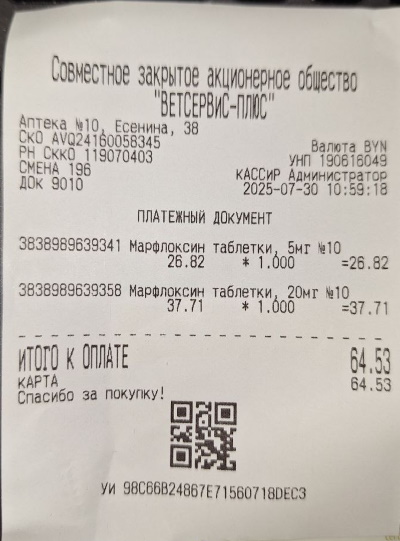 Совместное закрытое акционерное общество
"ВЕТСЕРВиС-ПЛЮС"
Аптека №10, Есенина, 38
СКО AVQ24160058345
Валюта BYN
РН СККО 119070403
УНП 190616049
СМЕНА 196
КАССИР Администратор
ДОК 9010
2025-07-30 10:59:18
ПЛАТЕЖНЫЙ ДОКУМЕНТ
3838989639341 Марфлоксин таблетки, 5мг №10
26.82 * 1.000 =26.82
3838989639358 Марфлоксин таблетки, 20мг №10
37.71 * 1.000 =37.71
ИТОГО К ОПЛАТЕ 64.53
КАРТА 64.53
Спасибо за покупку!
УИ 98C66B24867E71560718DEC3